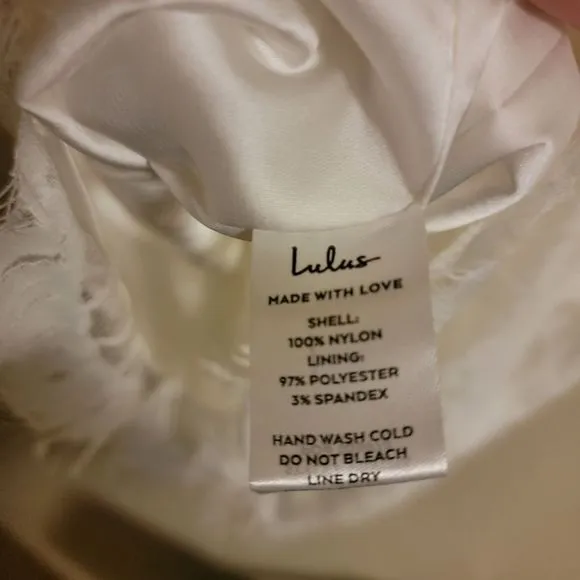 Lulus
MADE WITH LOVE
SHELL:
100% NYLON
LINING:
97% POLYESTER
3% SPANDEX
HAND WASH COLD
DO NOT BLEACH
LINE DRY